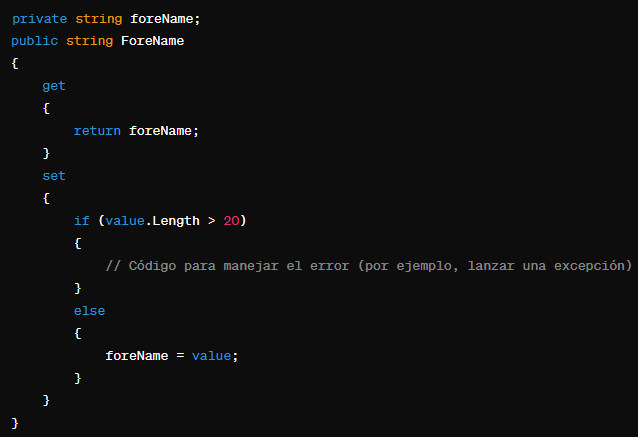 private string foreName;
public string ForeName
{
    get
    {
        return foreName;
    }
    set
    {
        if (value.Length > 20)
        {
            // Código para manejar el error (por ejemplo, lanzar una excepción)
        }
        else
        {
            foreName = value;
        }
    }
}